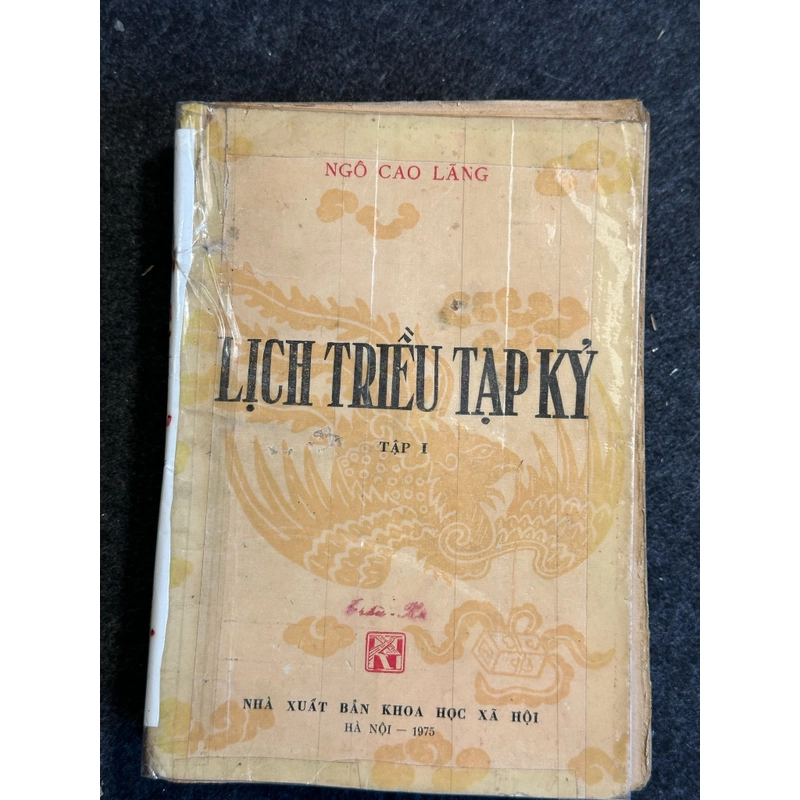 NGÔ CAO LÃNG
LỊCH TRIỀU TẠP KỶ
TẬP I
NHÀ XUẤT BẢN KHOA HỌC XÃ HỘI
HÀ NỘI — 1975